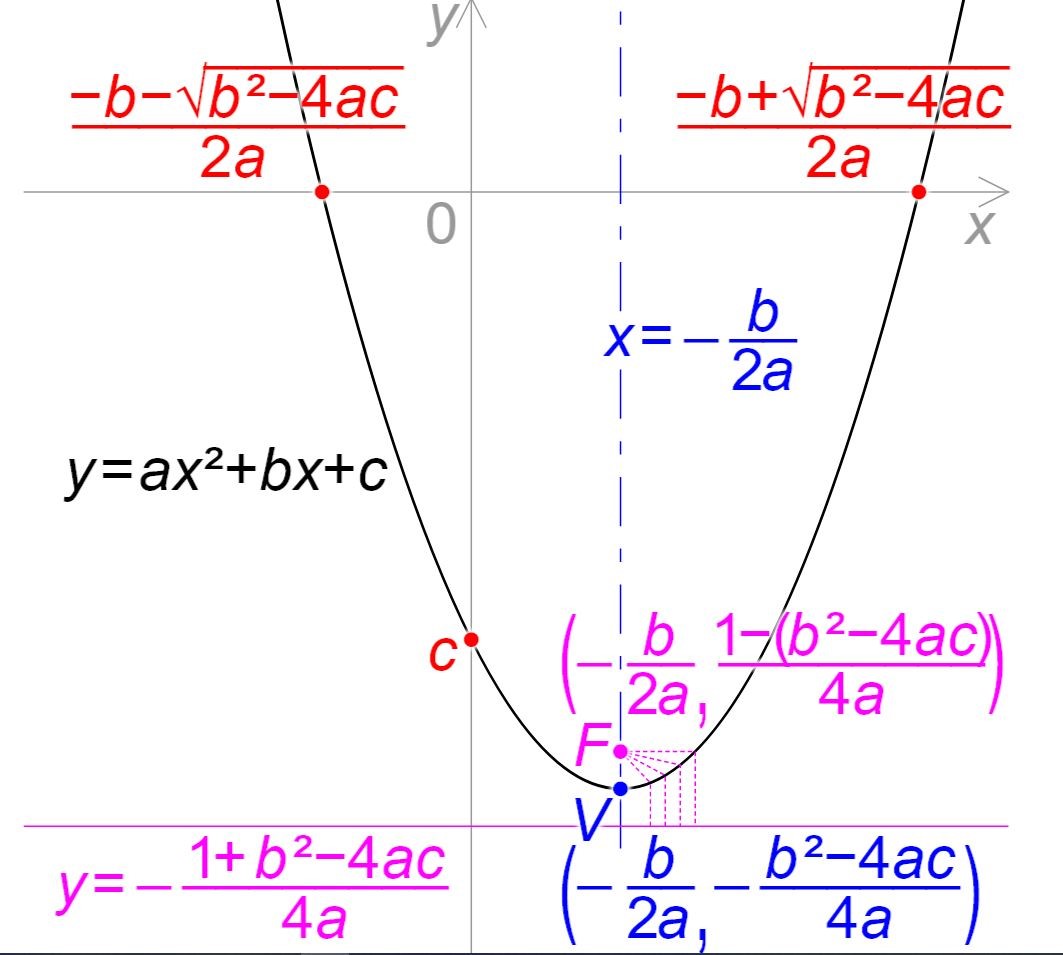 y
(−b−√(b²−4ac))/(2a)
(−b+√(b²−4ac))/(2a)
0
x
x=−b/(2a)
y=ax²+bx+c
c
(−b/(2a), (1−(b²−4ac))/(4a))
F
V
y=−(1+b²−4ac)/(4a)
(−b/(2a), −(b²−4ac)/(4a))